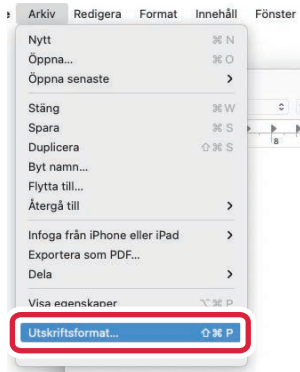 Arkiv Redigera Format Innehåll Fönster
Nytt ⌘ N
Öppna... ⌘ O
Öppna senaste >
Stäng ⌘ W
Spara ⌘ S
Duplicera ⇧ ⌘ S
Byt namn...
Flytta till...
Återgå till >
Infoga från iPhone eller iPad >
Exportera som PDF...
Dela >
Visa egenskaper ⌥ ⌘ P
Utskriftsformat... ⇧ ⌘ P
8